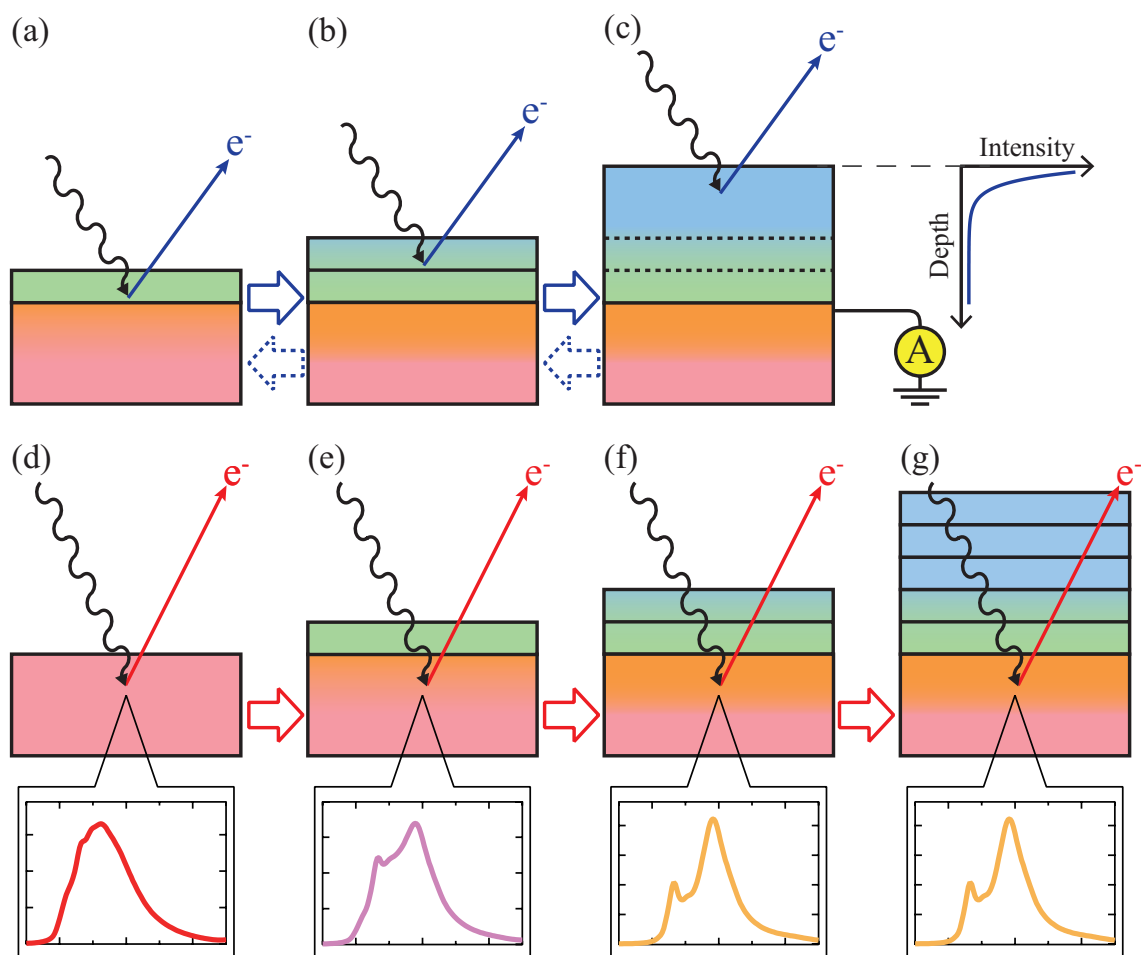 (a)
(b)
(c)
e-
e-
e-
Intensity
Depth
A
(d)
(e)
(f)
(g)
e-
e-
e-
e-